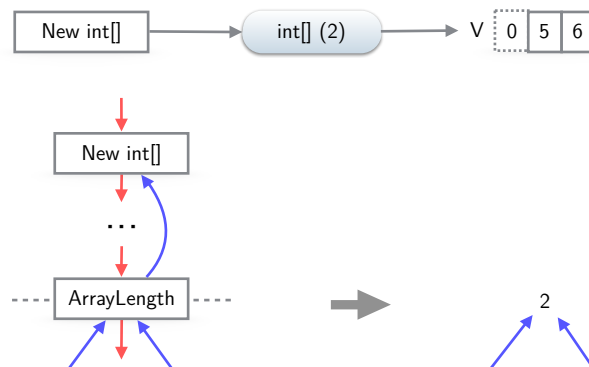 New int[] int[] (2) V 0 5 6
New int[]
...
ArrayLength 2